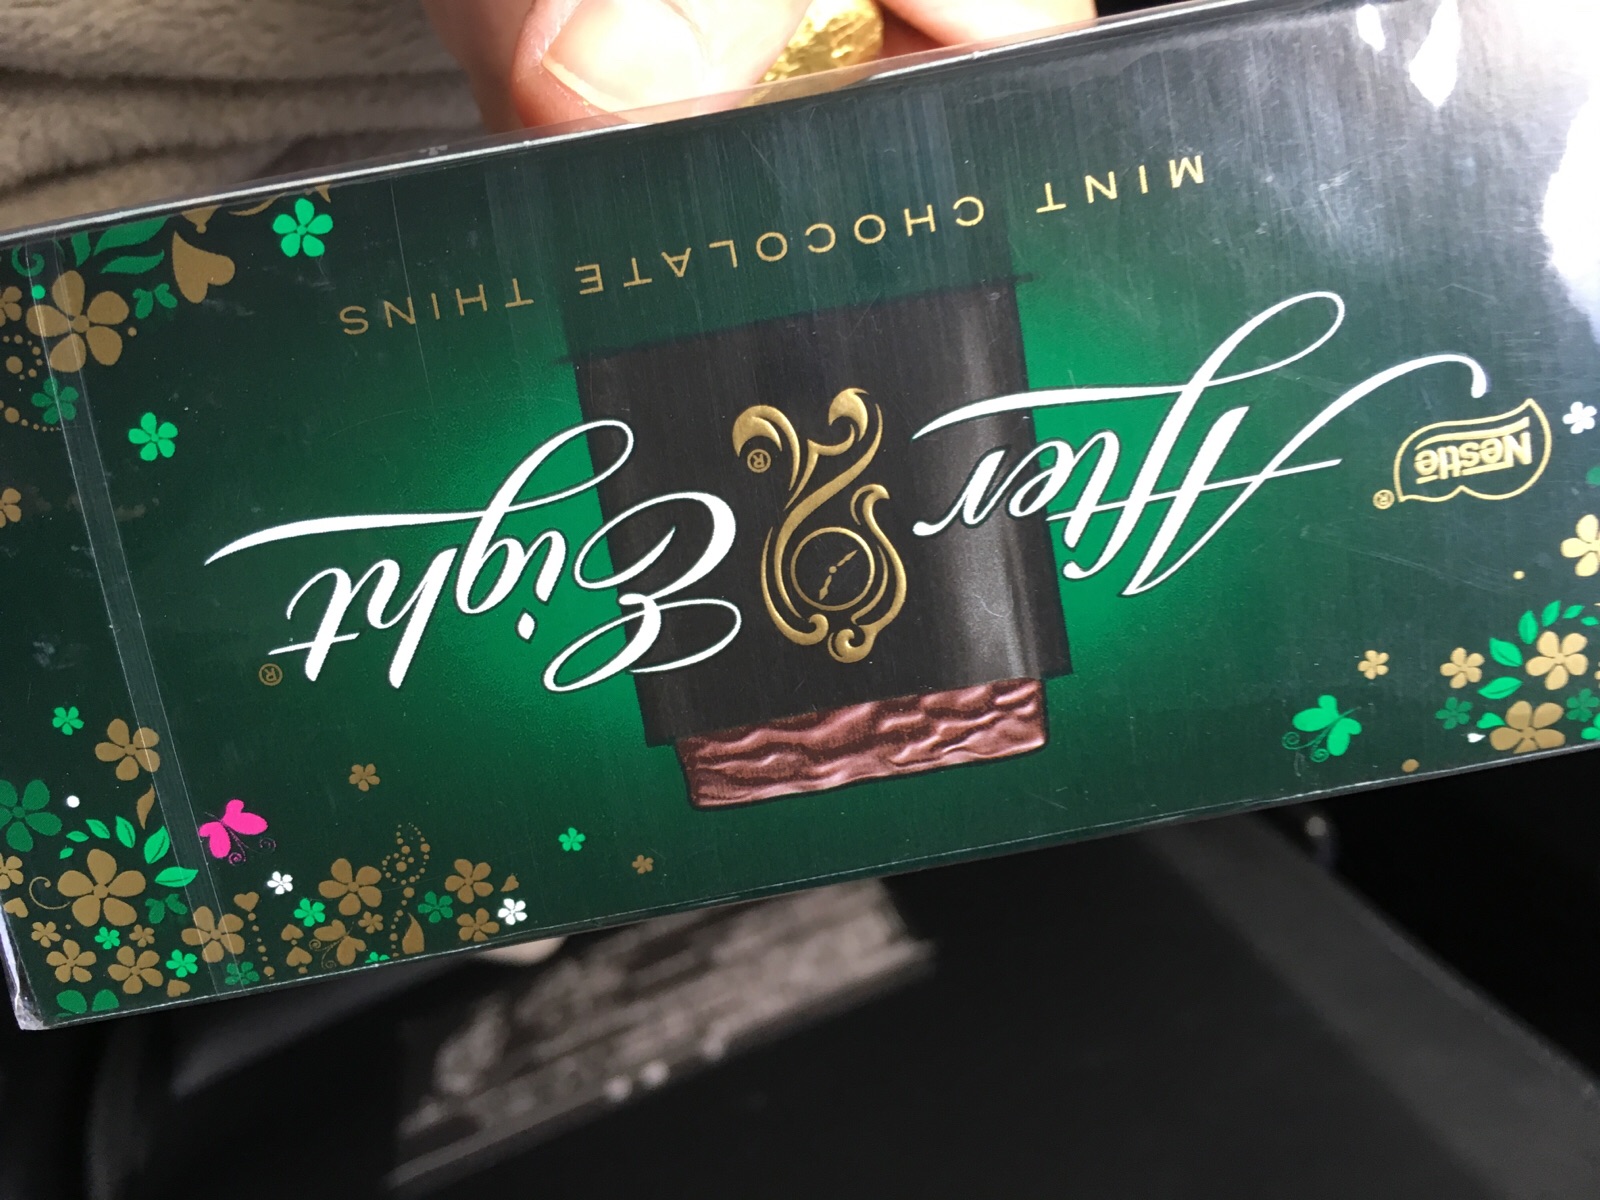 Nestlé®
After Eight®
®
MINT CHOCOLATE THINS